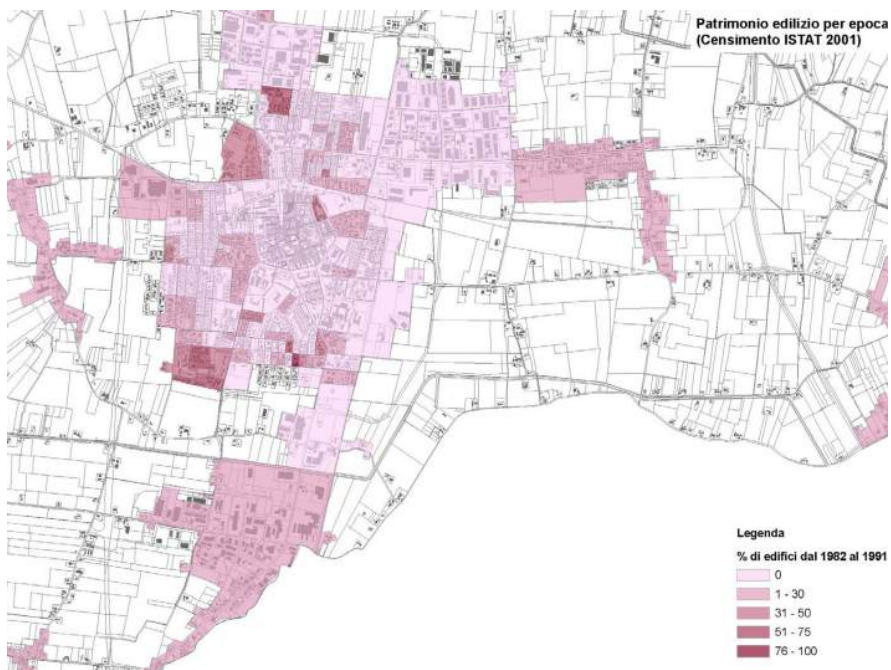 Patrimonio edilizio per epoca
(Censimento ISTAT 2001)
Legenda
% di edifici dal 1982 al 1991
0
1 - 30
31 - 50
51 - 75
76 - 100